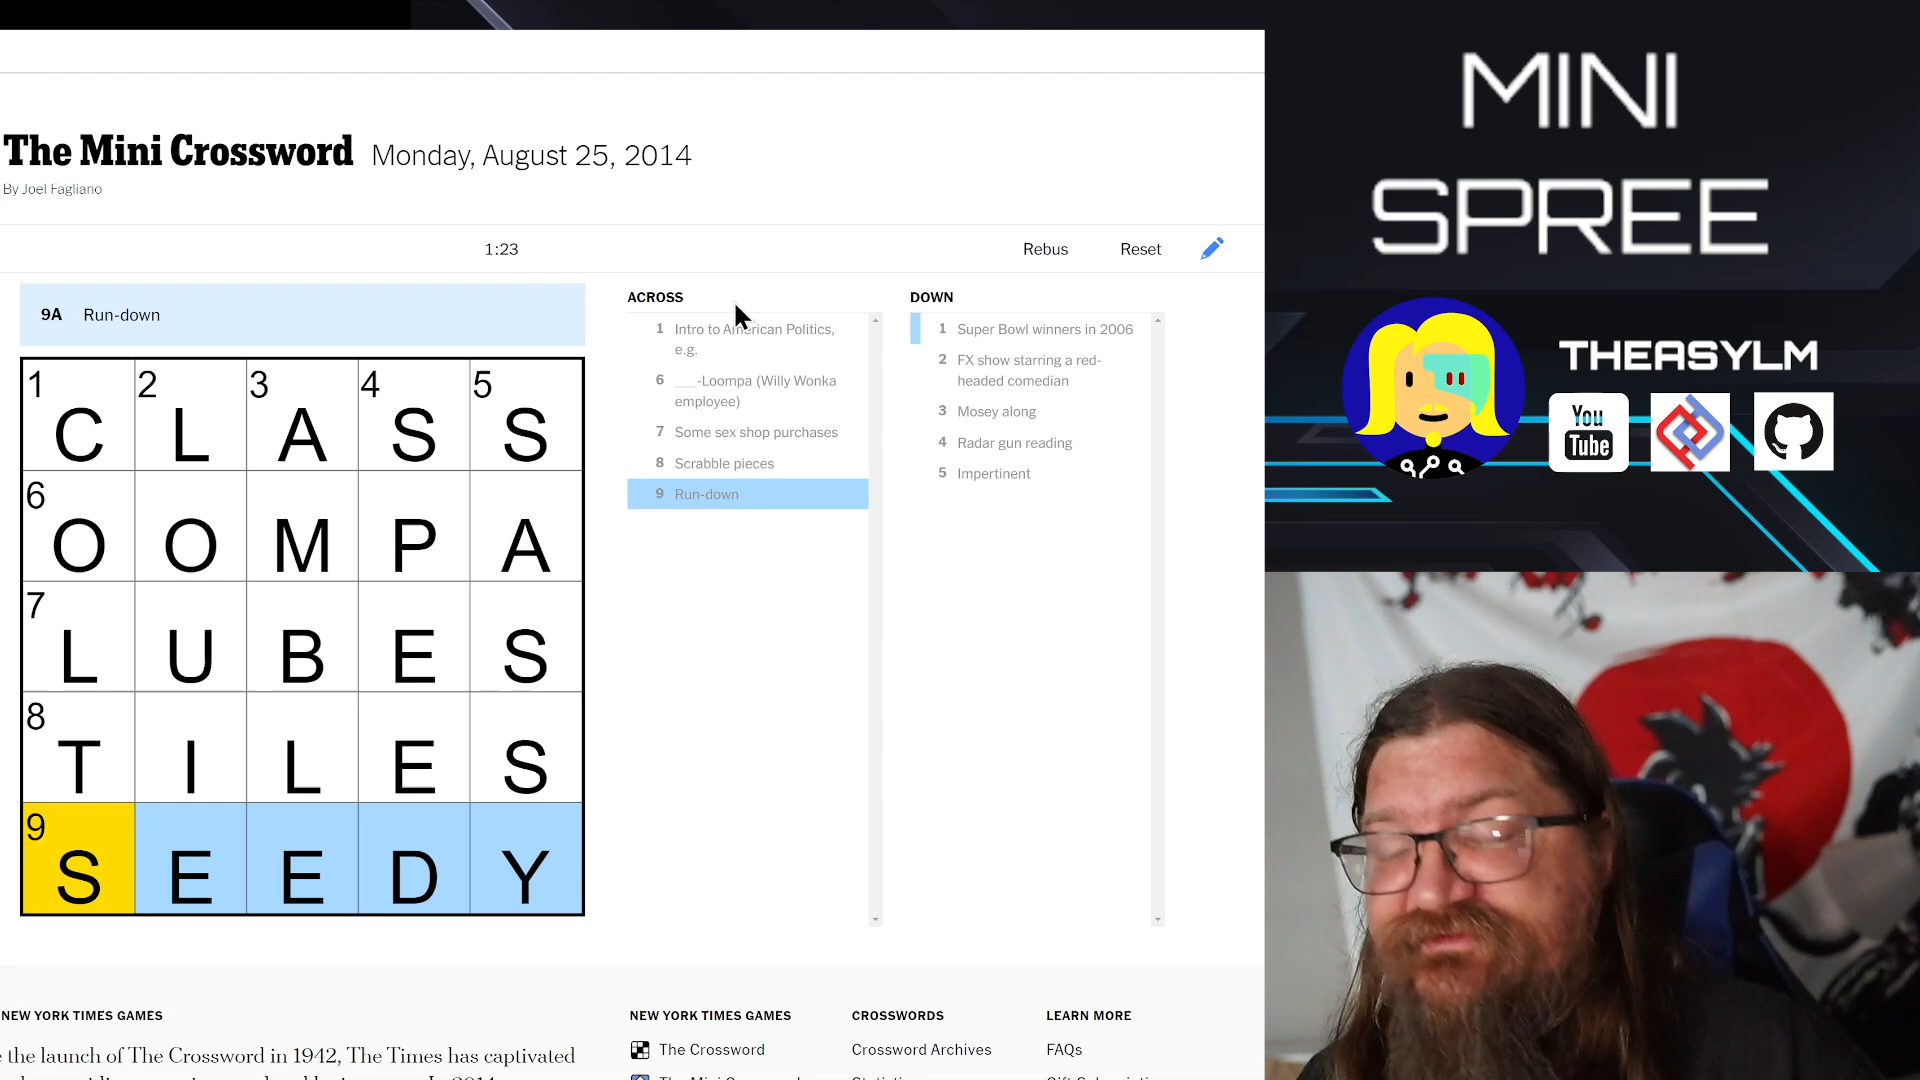 MINI
SPREE
The Mini Crossword Monday, August 25, 2014
By Joel Fagliano
1:23
Rebus
Reset
9A Run-down
1 2 3 4 5
C L A S S
6
O O M P A
7
L U B E S
8
T I L E S
9
S E E D Y
ACROSS
1 Intro to American Politics,
e.g.
6 ___-Loompa (Willy Wonka
employee)
7 Some sex shop purchases
8 Scrabble pieces
9 Run-down
DOWN
1 Super Bowl winners in 2006
2 FX show starring a red-
headed comedian
3 Mosey along
4 Radar gun reading
5 Impertinent
THEASYLM
You
Tube
NEW YORK TIMES GAMES
the launch of The Crossword in 1942, The Times has captivated
NEW YORK TIMES GAMES
The Crossword
CROSSWORDS
Crossword Archives
LEARN MORE
FAQs